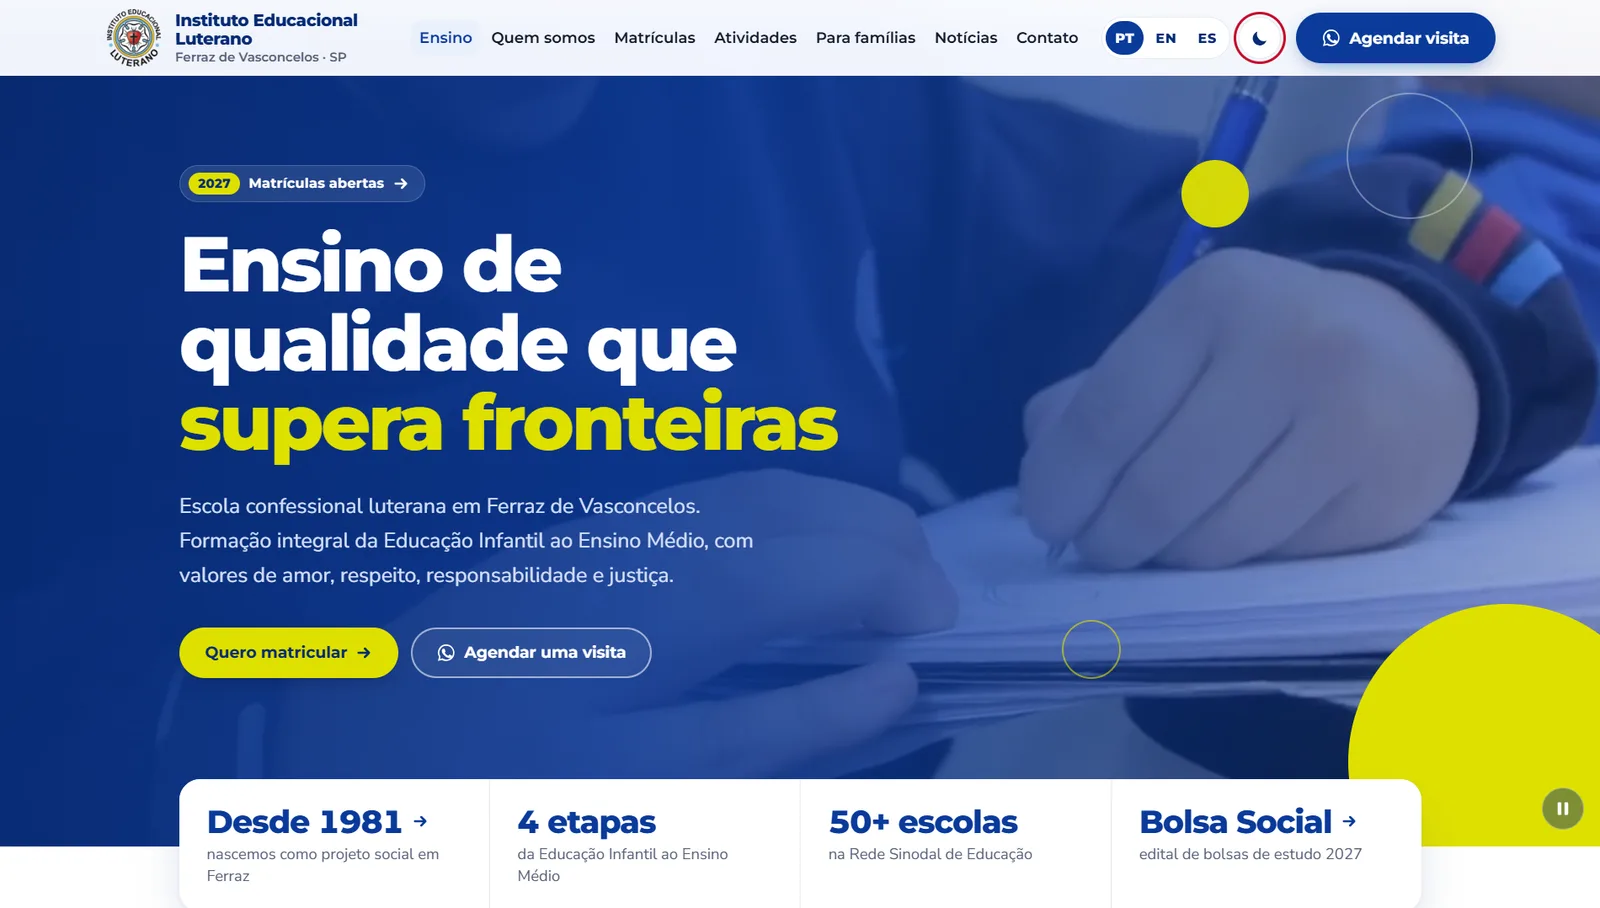 INSTITUTO EDUCACIONAL
LUTERANO
Instituto Educacional
Luterano
Ferraz de Vasconcelos · SP
Ensino
Quem somos
Matrículas
Atividades
Para famílias
Notícias
Contato
PT
EN
ES
Agendar visita
2027 Matrículas abertas →
Ensino de
qualidade que
supera fronteiras
Escola confessional luterana em Ferraz de Vasconcelos.
Formação integral da Educação Infantil ao Ensino Médio, com
valores de amor, respeito, responsabilidade e justiça.
Quero matricular →
Agendar uma visita
Desde 1981 →
nascemos como projeto social em
Ferraz
4 etapas
da Educação Infantil ao Ensino
Médio
50+ escolas
na Rede Sinodal de Educação
Bolsa Social →
edital de bolsas de estudo 2027